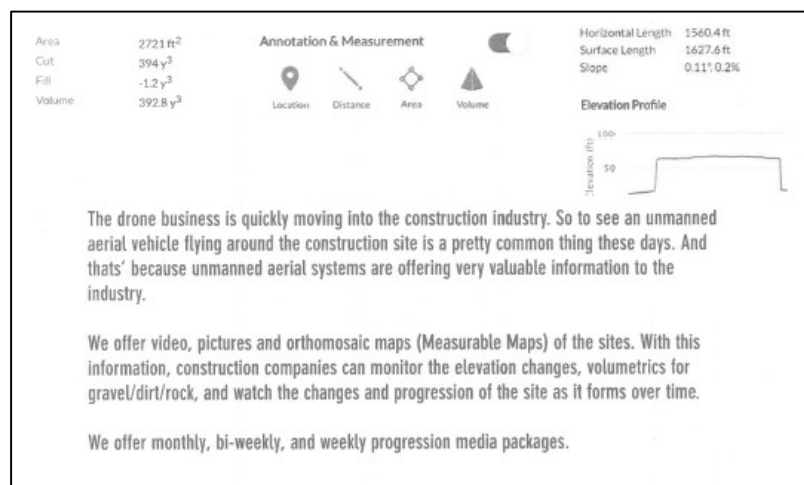 Area 2721 ft²
Cut 394 y³
Fill -1.2 y³
Volume 392.8 y³
Annotation & Measurement
Location Distance Area Volume
Horizontal Length 1560.4 ft
Surface Length 1627.6 ft
Slope 0.11°, 0.2%
Elevation Profile
Elevation (ft)
100
50
The drone business is quickly moving into the construction industry. So to see an unmanned
aerial vehicle flying around the construction site is a pretty common thing these days. And
thats' because unmanned aerial systems are offering very valuable information to the
industry.
We offer video, pictures and orthomosaic maps (Measurable Maps) of the sites. With this
information, construction companies can monitor the elevation changes, volumetrics for
gravel/dirt/rock, and watch the changes and progression of the site as it forms over time.
We offer monthly, bi-weekly, and weekly progression media packages.